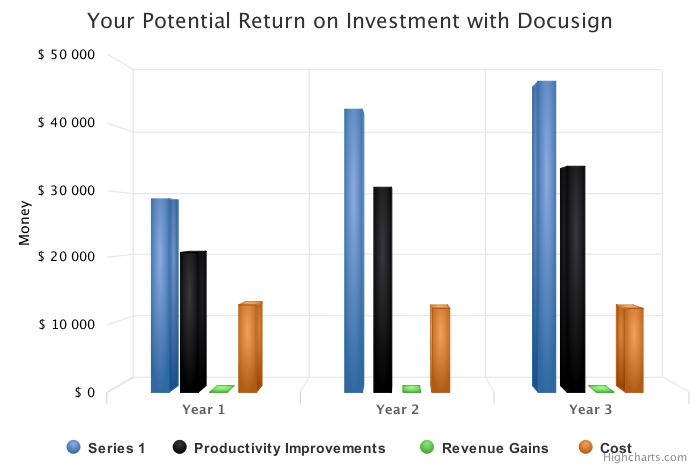 Your Potential Return on Investment with Docusign
$ 50 000
$ 40 000
$ 30 000
$ 20 000
$ 10 000
$ 0
Money
Year 1
Year 2
Year 3
Series 1
Productivity Improvements
Revenue Gains
Cost
Highcharts.com